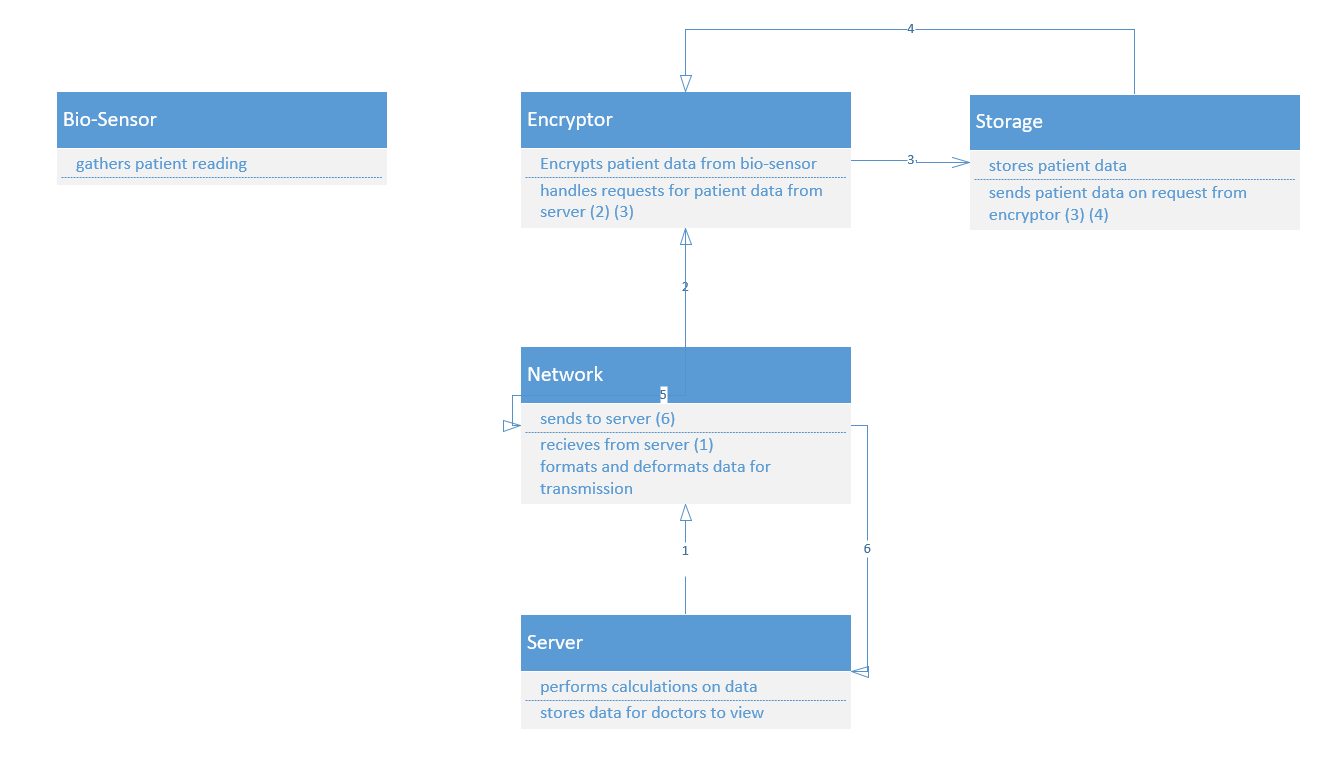 4
Bio-Sensor
gathers patient reading
Encryptor
Encrypts patient data from bio-sensor
handles requests for patient data from
server (2) (3)
3
Storage
stores patient data
sends patient data on request from
encryptor (3) (4)
2
Network
5
sends to server (6)
recieves from server (1)
formats and deformats data for
transmission
1
6
Server
performs calculations on data
stores data for doctors to view